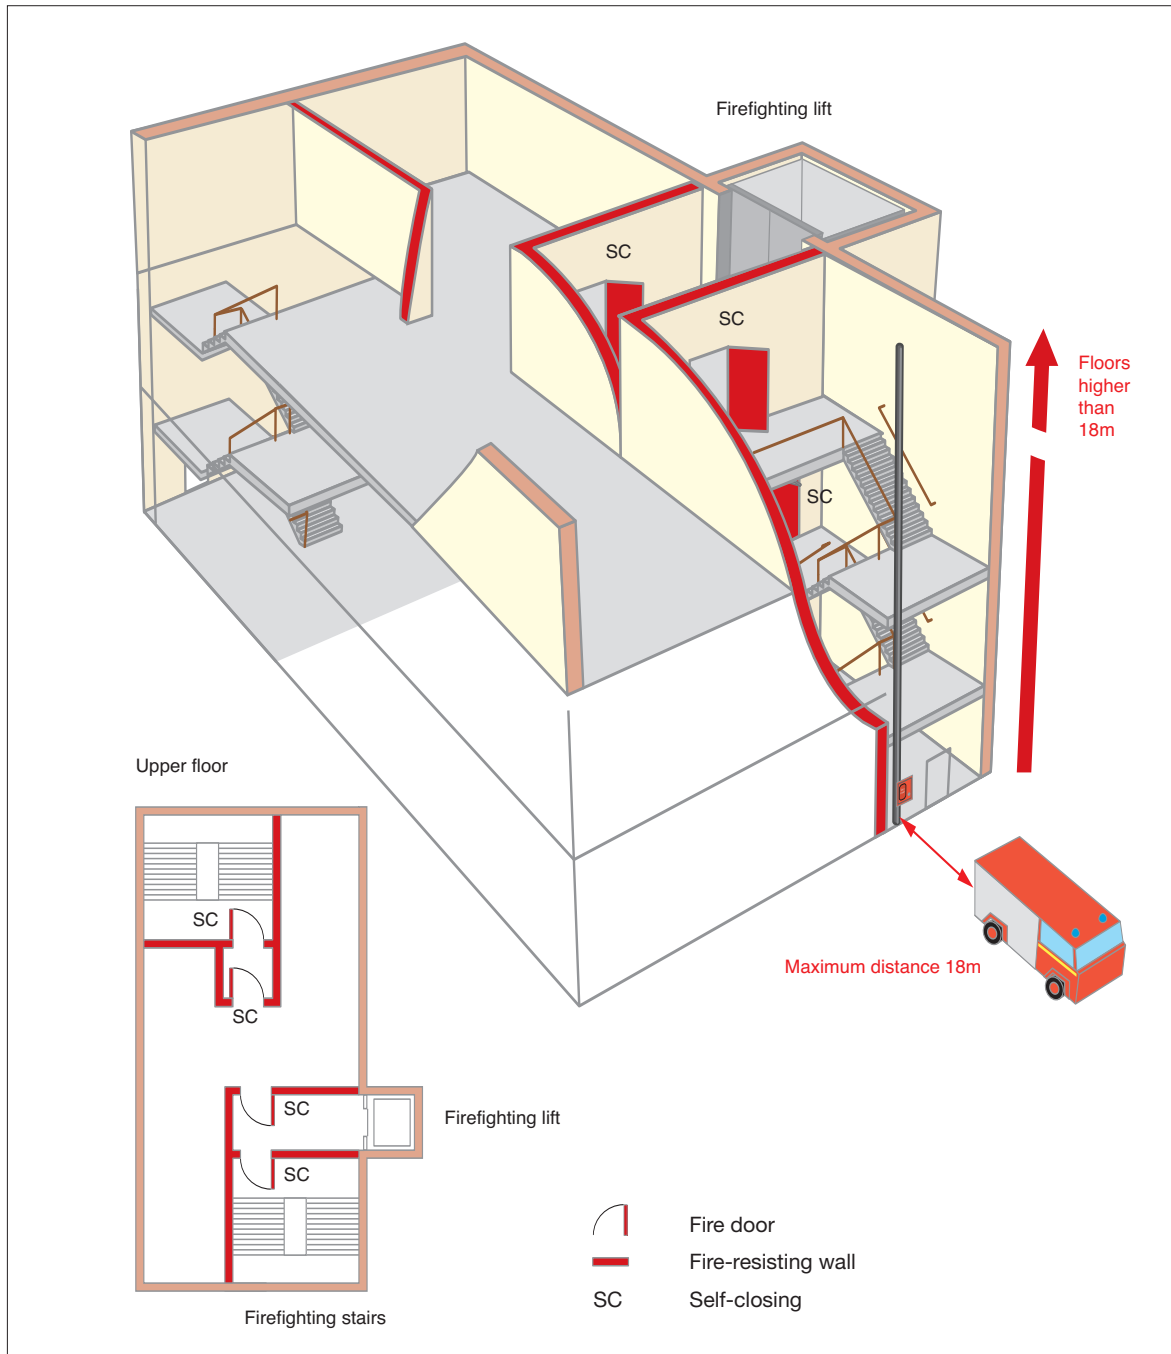 Firefighting lift
SC
SC
Floors
higher
than
18m
SC
Upper floor
Maximum distance 18m
SC
SC
SC
Firefighting lift
SC
Fire door
Fire-resisting wall
SC Self-closing
Firefighting stairs